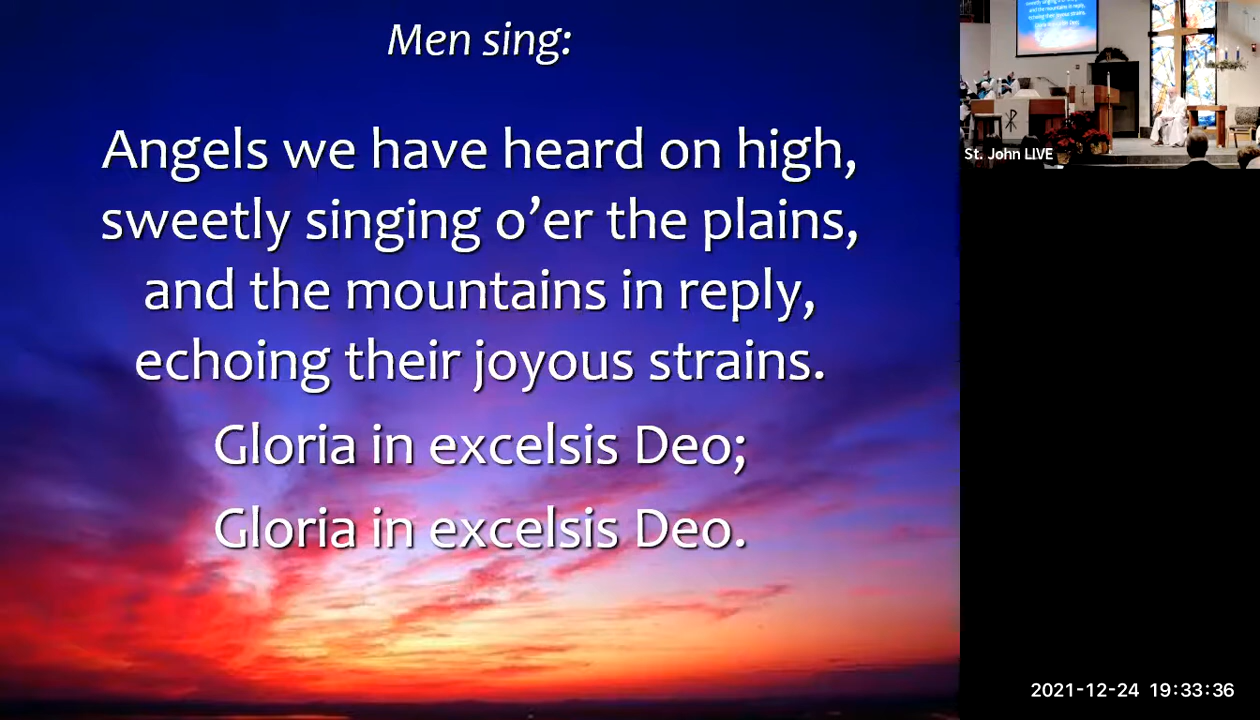 Men sing:
Angels we have heard on high,
sweetly singing o’er the plains,
and the mountains in reply,
echoing their joyous strains.
Gloria in excelsis Deo;
Gloria in excelsis Deo.
St. John LIVE
2021-12-24 19:33:36